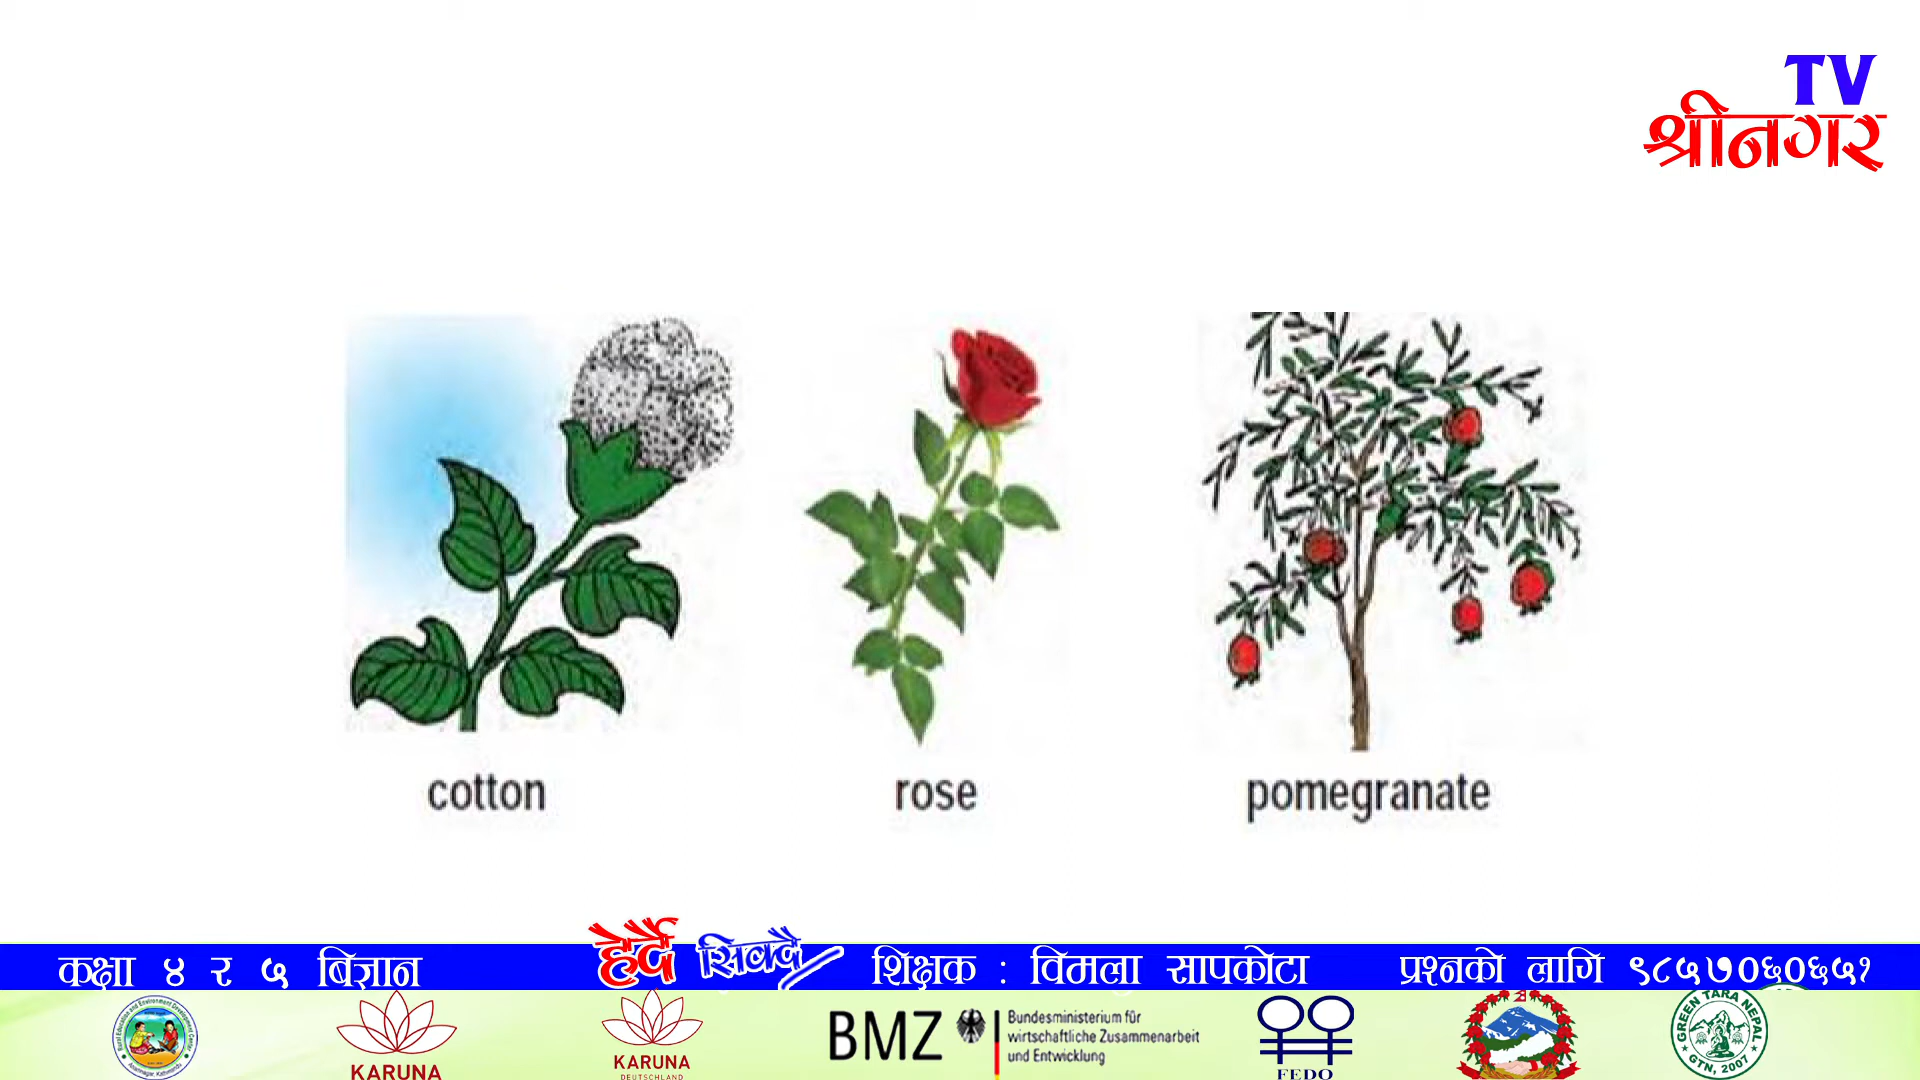 TV
श्रीनगर
cotton
rose
pomegranate
कक्षा ४ र ५ बिज्ञान
हेर्दै सिक्दै
शिक्षक : विमला सापकोटा
प्रश्नको लागि ९८५७०६०६५१
KARUNA
KARUNA
DEUTSCHLAND
BMZ
Bundesministerium für
wirtschaftliche Zusammenarbeit
und Entwicklung
FEDO
GREEN TARA NEPAL
GTN, 2007